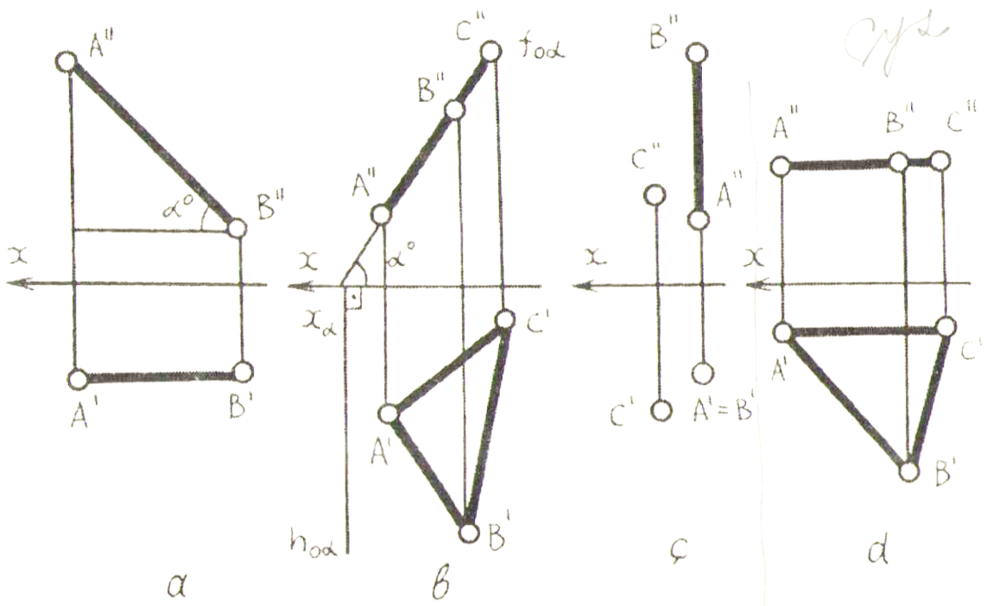 A" B" α° x A' B' а
C" f₀α B" A" α° x xα C' A' B' h₀α в
B" C" A" x C' A'=B' ç
A" B" C" x A' C' B' d